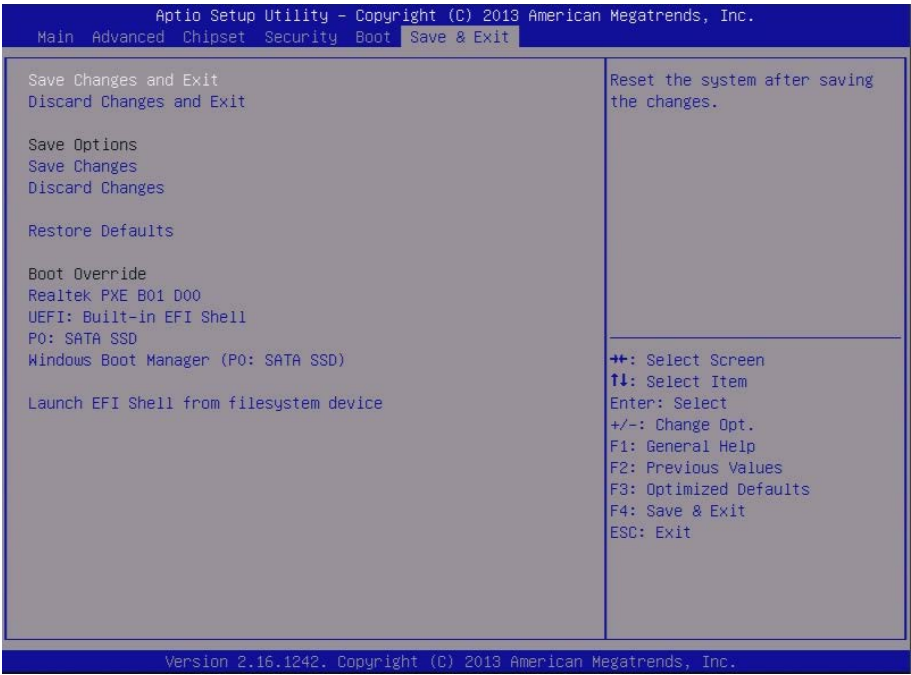 Aptio Setup Utility – Copyright (C) 2013 American Megatrends, Inc.
Main Advanced Chipset Security Boot Save & Exit
Save Changes and Exit
Discard Changes and Exit
Save Options
Save Changes
Discard Changes
Restore Defaults
Boot Override
Realtek PXE B01 D00
UEFI: Built-in EFI Shell
P0: SATA SSD
Windows Boot Manager (P0: SATA SSD)
Launch EFI Shell from filesystem device
Reset the system after saving
the changes.
→←: Select Screen
↑↓: Select Item
Enter: Select
+/-: Change Opt.
F1: General Help
F2: Previous Values
F3: Optimized Defaults
F4: Save & Exit
ESC: Exit
Version 2.16.1242. Copyright (C) 2013 American Megatrends, Inc.